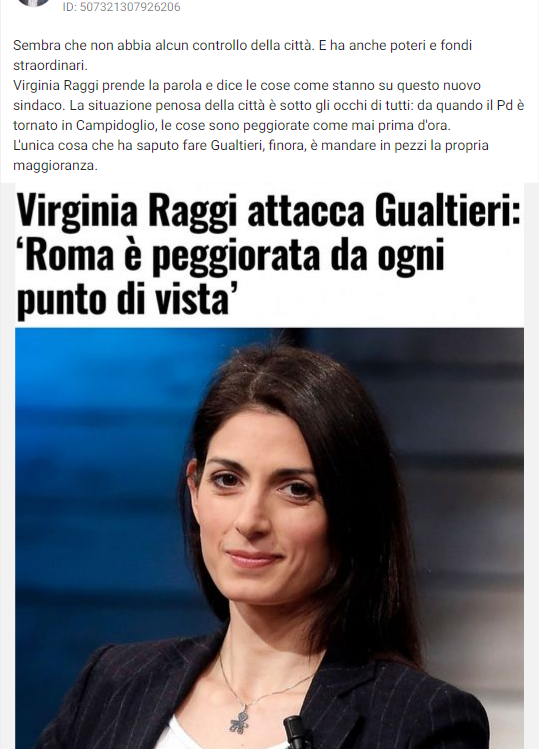 ID: 507321307926206
Sembra che non abbia alcun controllo della città. E ha anche poteri e fondi
straordinari.
Virginia Raggi prende la parola e dice le cose come stanno su questo nuovo
sindaco. La situazione penosa della città è sotto gli occhi di tutti: da quando il Pd è
tornato in Campidoglio, le cose sono peggiorate come mai prima d'ora.
L'unica cosa che ha saputo fare Gualtieri, finora, è mandare in pezzi la propria
maggioranza.
Virginia Raggi attacca Gualtieri:
‘Roma è peggiorata da ogni
punto di vista’